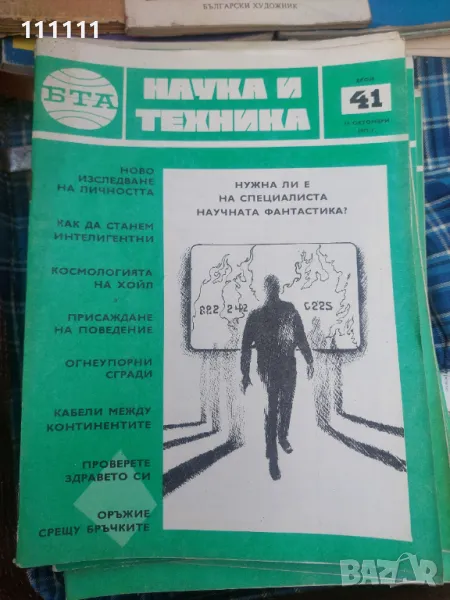 БЪЛГАРСКИ ХУДОЖНИК
111111
БТА
НАУКА И
ТЕХНИКА
БРОЙ
41
НОВО
ИЗСЛЕДВАНЕ
НА ЛИЧНОСТТА
КАК ДА СТАНЕМ
ИНТЕЛИГЕНТНИ
КОСМОЛОГИЯТА
НА ХОЙЛ
ПРИСАЖДАНЕ
НА ПОВЕДЕНИЕ
ОГНЕУПОРНИ
СГРАДИ
КАБЕЛИ МЕЖДУ
КОНТИНЕНТИТЕ
ПРОВЕРЕТЕ
ЗДРАВЕТО СИ
ОРЪЖИЕ
СРЕЩУ БРЪЧКИТЕ
НУЖНА ЛИ Е
НА СПЕЦИАЛИСТА
НАУЧНАТА ФАНТАСТИКА?
BAZAR